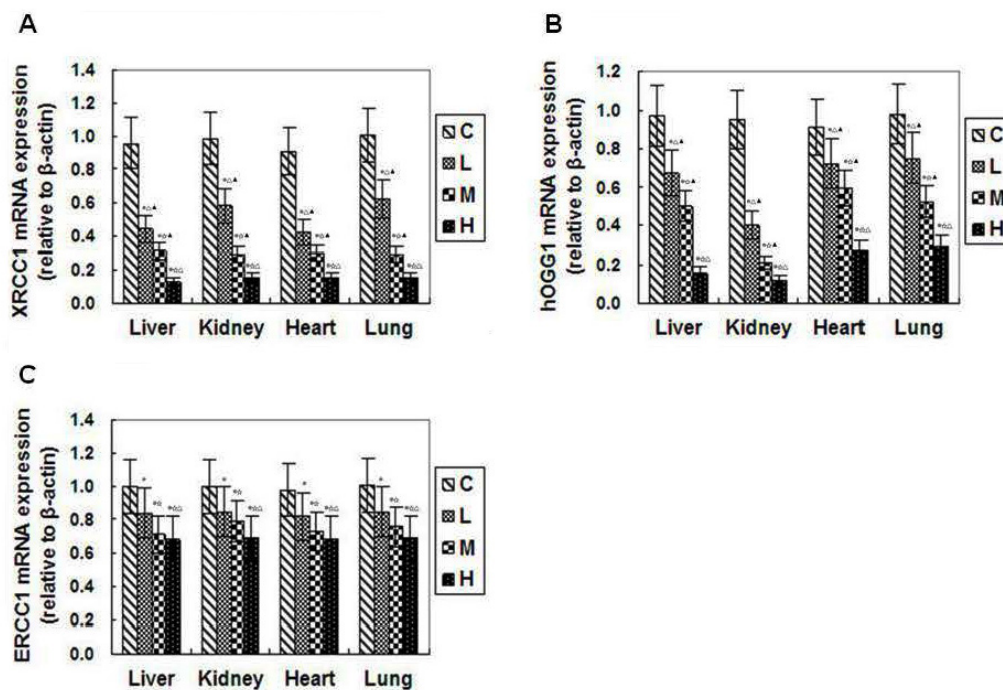 A
XRCC1 mRNA expression
(relative to β-actin)
1.4
1.2
1.0
0.8
0.6
0.4
0.2
0.0
Liver Kidney Heart Lung
C
L
M
H
B
hOGG1 mRNA expression
(relative to β-actin)
1.2
1.0
0.8
0.6
0.4
0.2
0.0
Liver Kidney Heart Lung
C
L
M
H
C
ERCC1 mRNA expression
(relative to β-actin)
1.4
1.2
1.0
0.8
0.6
0.4
0.2
0.0
Liver Kidney Heart Lung
C
L
M
H